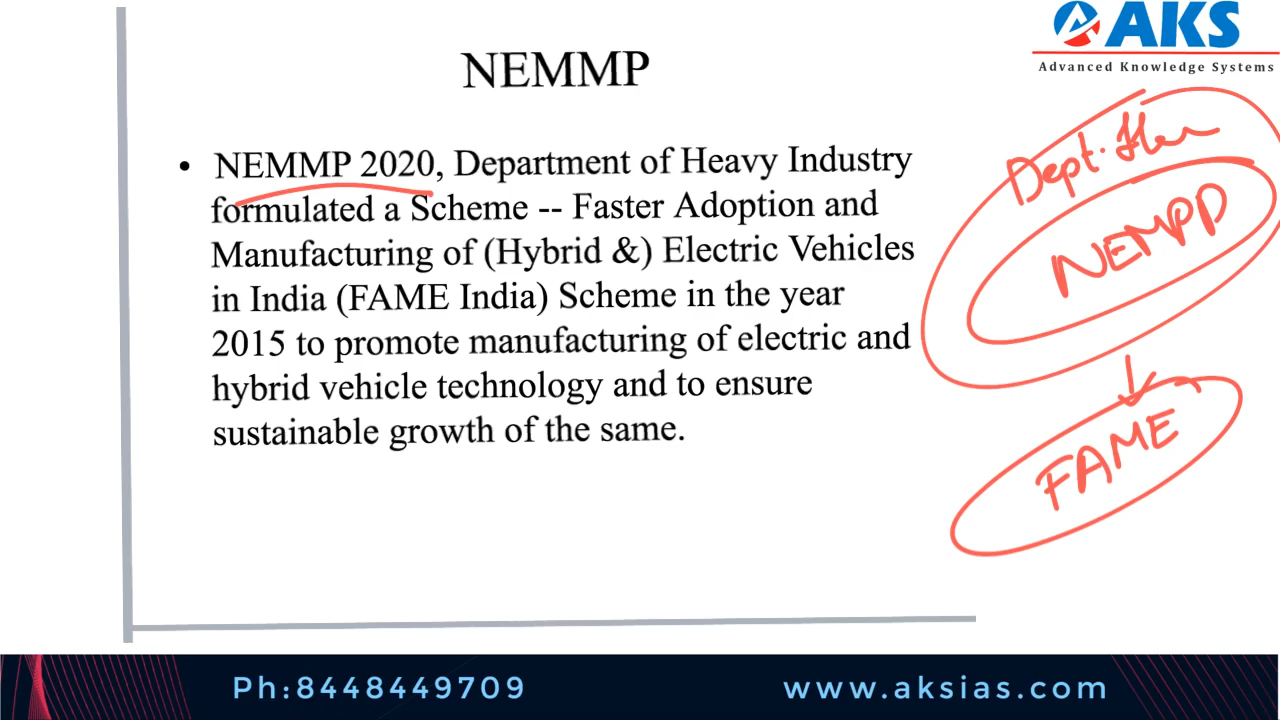 AKS
Advanced Knowledge Systems
NEMMP
• NEMMP 2020, Department of Heavy Industry
formulated a Scheme -- Faster Adoption and
Manufacturing of (Hybrid &) Electric Vehicles
in India (FAME India) Scheme in the year
2015 to promote manufacturing of electric and
hybrid vehicle technology and to ensure
sustainable growth of the same.
Dept.
NEMPP
FAME
Ph:8448449709
www.aksias.com